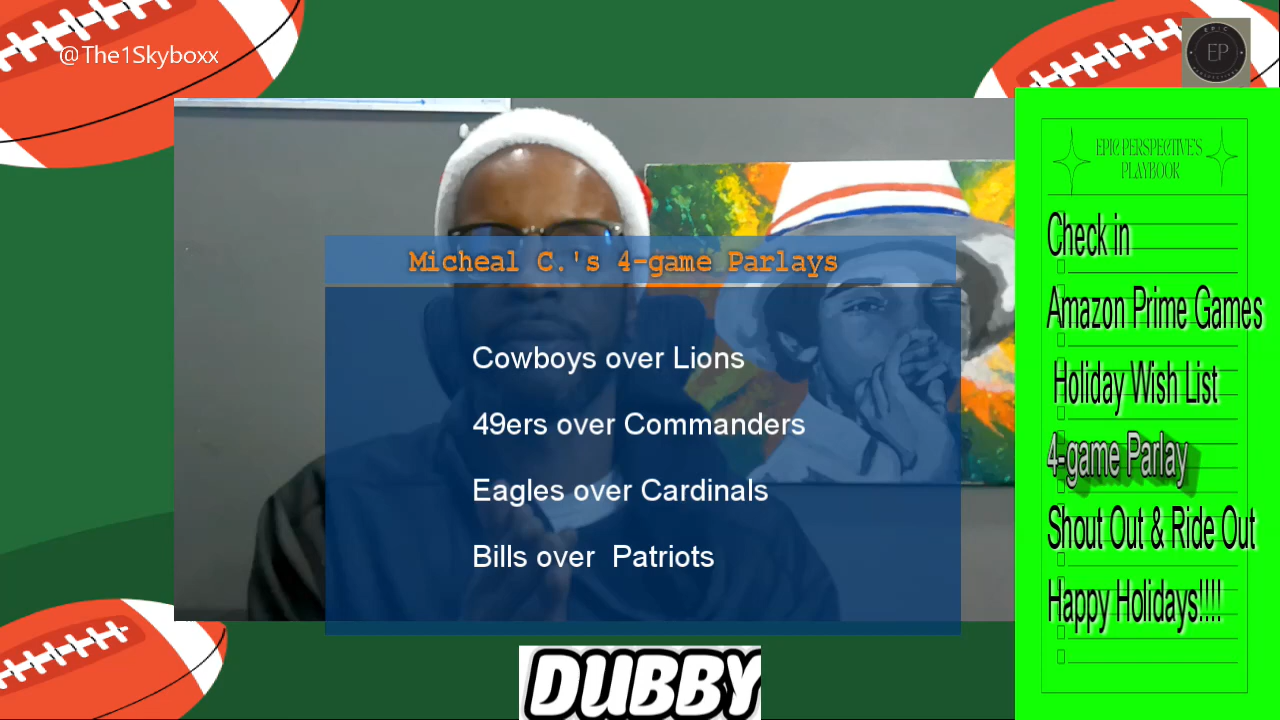 @The1Skyboxx
EPIC
EP
EPIC PERSPECTIVE'S
PLAYBOOK
Micheal C.'s 4-game Parlays
Cowboys over Lions
49ers over Commanders
Eagles over Cardinals
Bills over  Patriots
Check in
Amazon Prime Games
Holiday Wish List
4-game Parlay
Shout Out & Ride Out
Happy Holidays!!!!
DUBBY